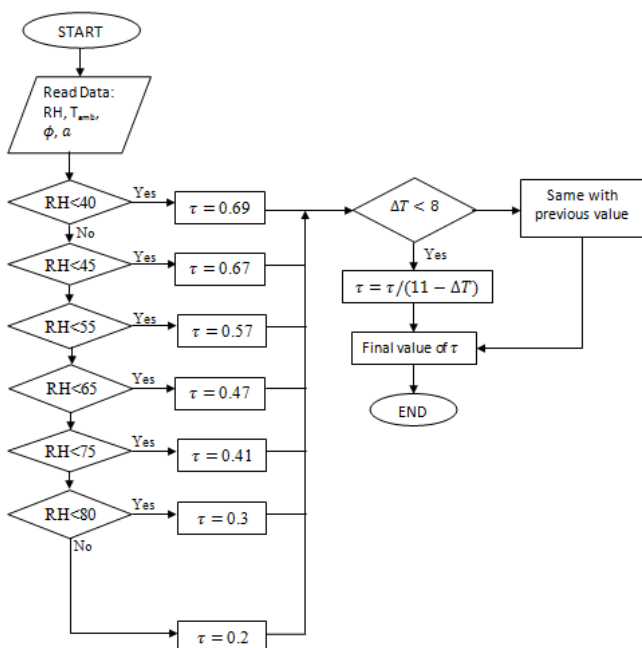 START
Read Data:
RH, Tₐₘᵦ,
ϕ, a
RH<40
Yes
τ = 0.69
ΔT < 8
Same with
previous value
No
RH<45
Yes
τ = 0.67
Yes
τ = τ/(11 − ΔT)
RH<55
Yes
τ = 0.57
Final value of τ
RH<65
Yes
τ = 0.47
END
RH<75
Yes
τ = 0.41
RH<80
Yes
τ = 0.3
No
τ = 0.2